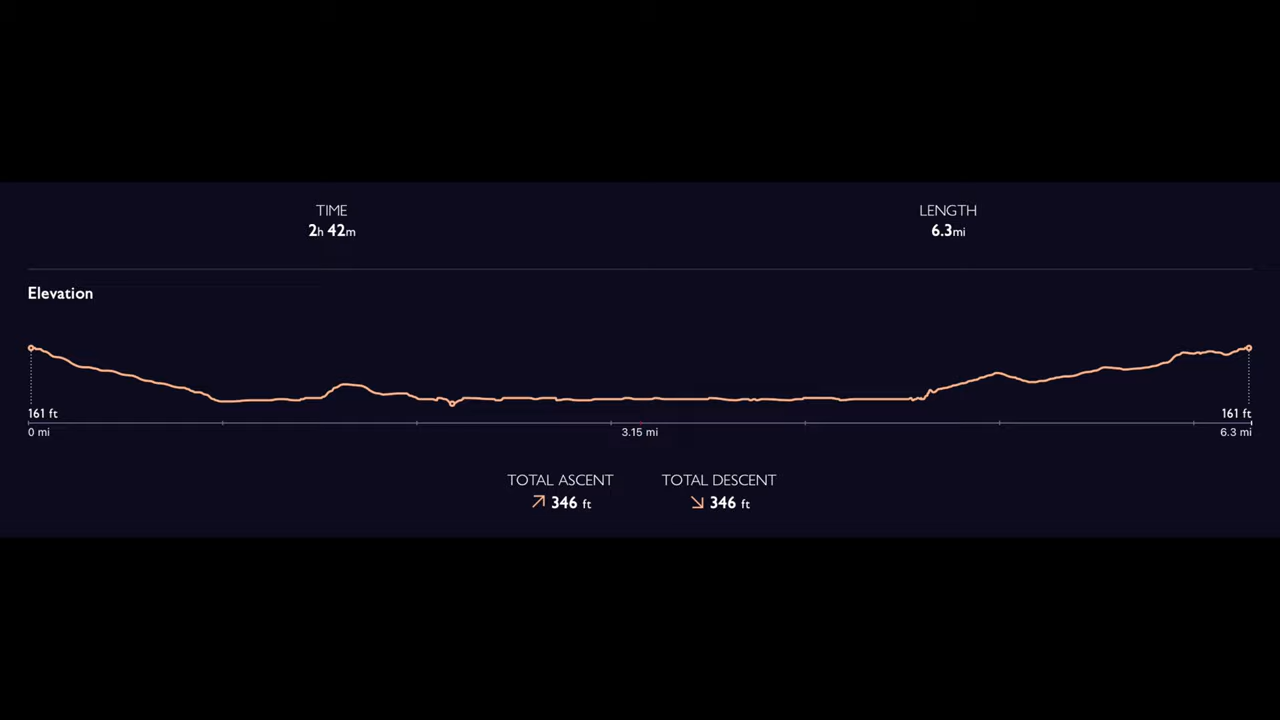 TIME
2h 42m
LENGTH
6.3mi
Elevation
161 ft
161 ft
0 mi
3.15 mi
6.3 mi
TOTAL ASCENT
346 ft
TOTAL DESCENT
346 ft